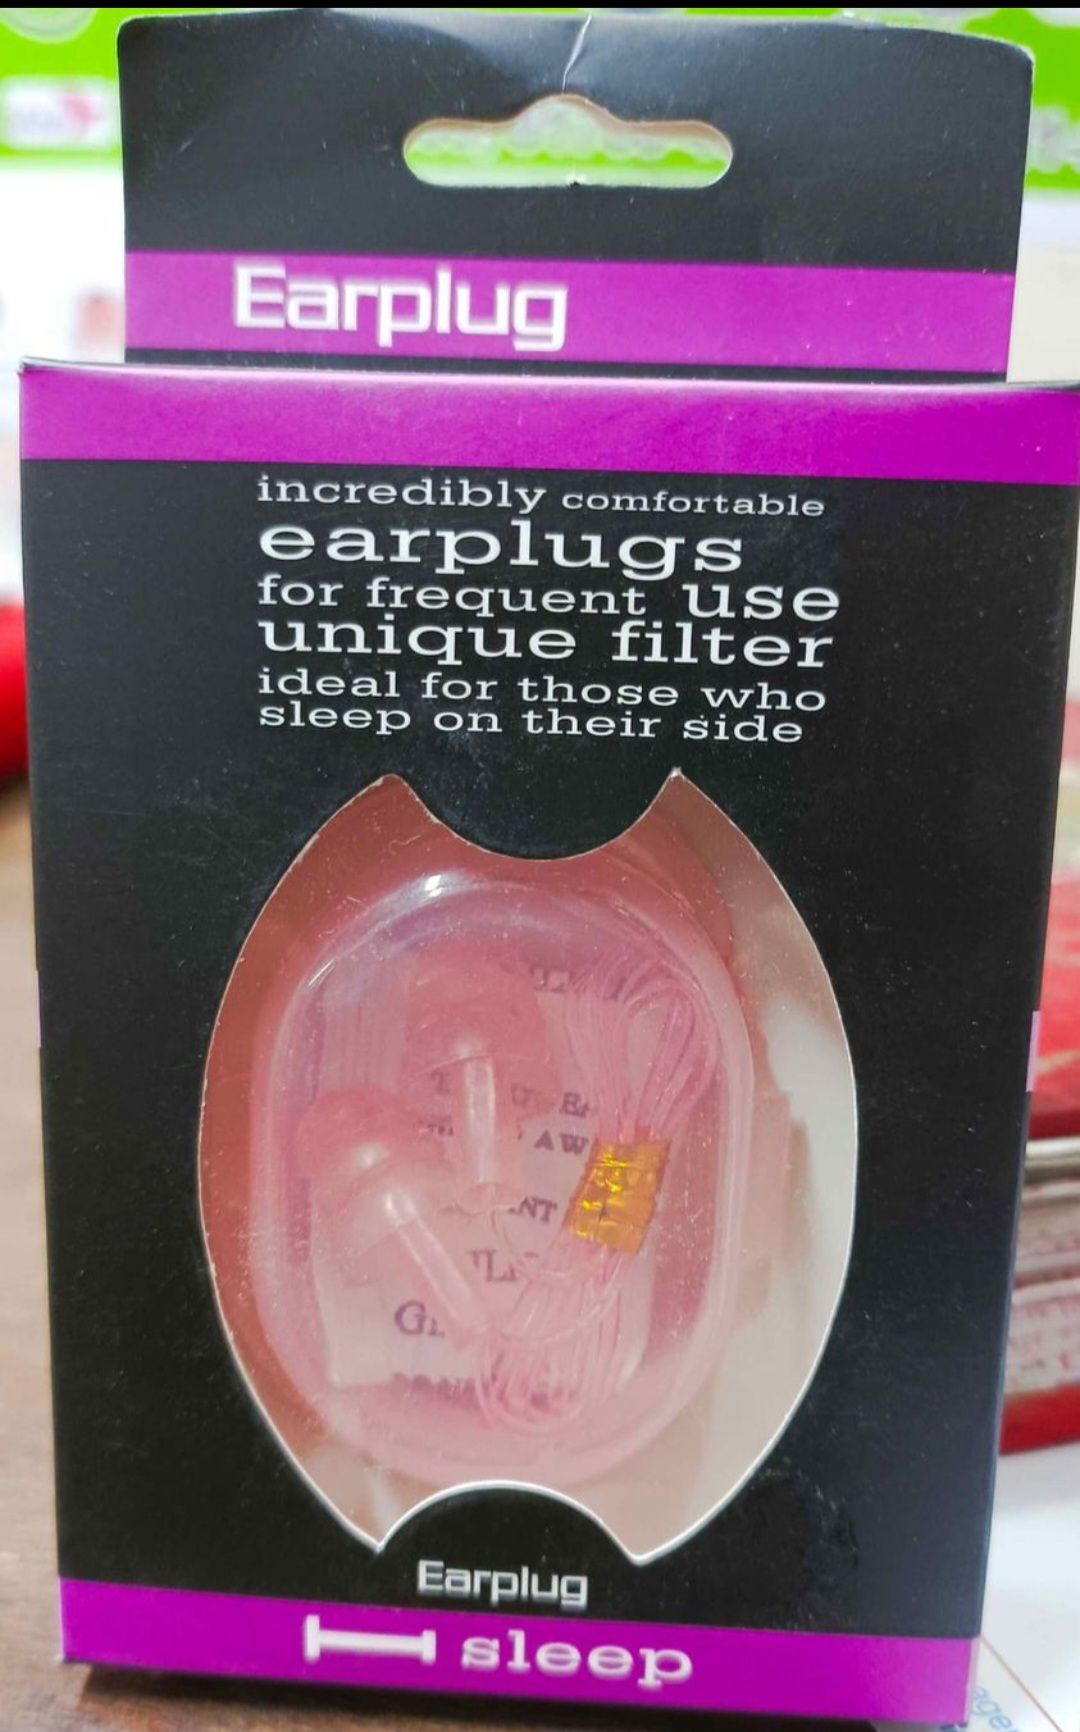 Earplug
incredibly comfortable
earplugs
for frequent use
unique filter
ideal for those who
sleep on their side
AW
Earplug
sleep